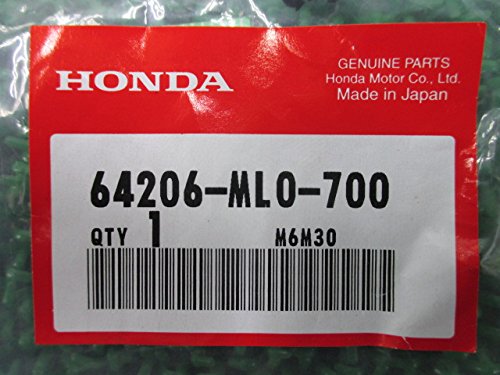 HONDA
GENUINE PARTS
Honda Motor Co., Ltd.
Made in Japan
64206-ML0-700
QTY 1 M6M30